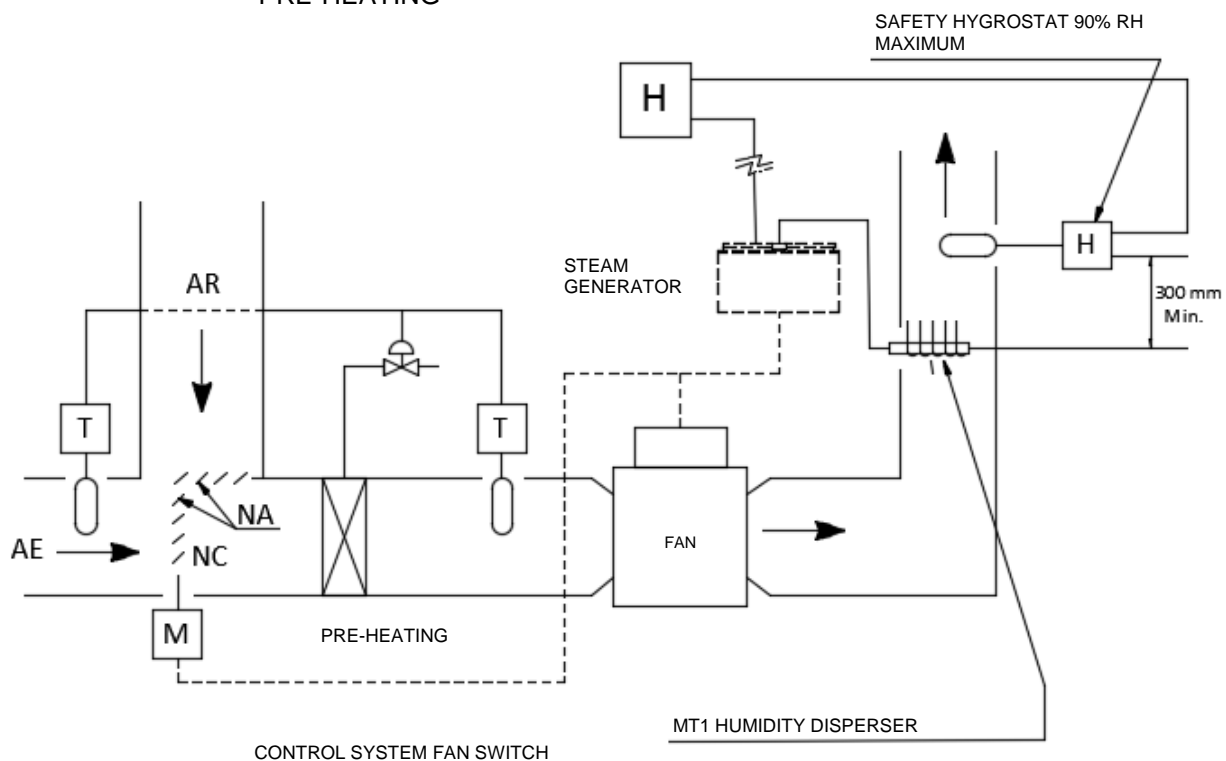 PRE-HEATING
SAFETY HYGROSTAT 90% RH
MAXIMUM
H
H
STEAM
GENERATOR
300 mm
Min.
AR
T
T
NA
NC
AE
M
FAN
PRE-HEATING
MT1 HUMIDITY DISPERSER
CONTROL SYSTEM FAN SWITCH